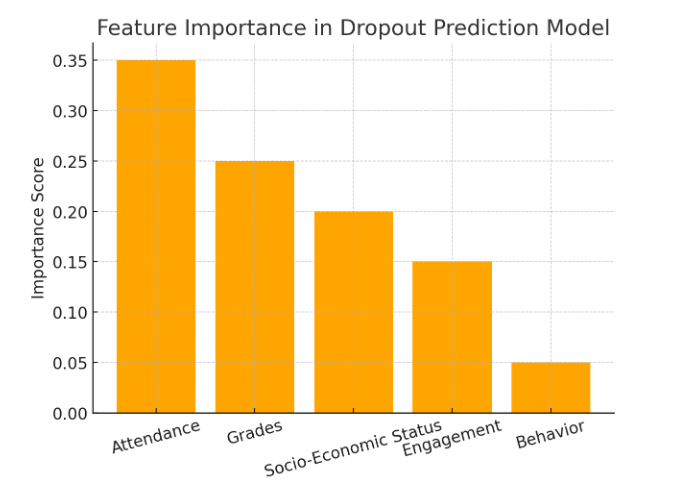 Feature Importance in Dropout Prediction Model
Importance Score
0.35
0.30
0.25
0.20
0.15
0.10
0.05
0.00
Attendance
Grades
Socio-Economic Status
Engagement
Behavior